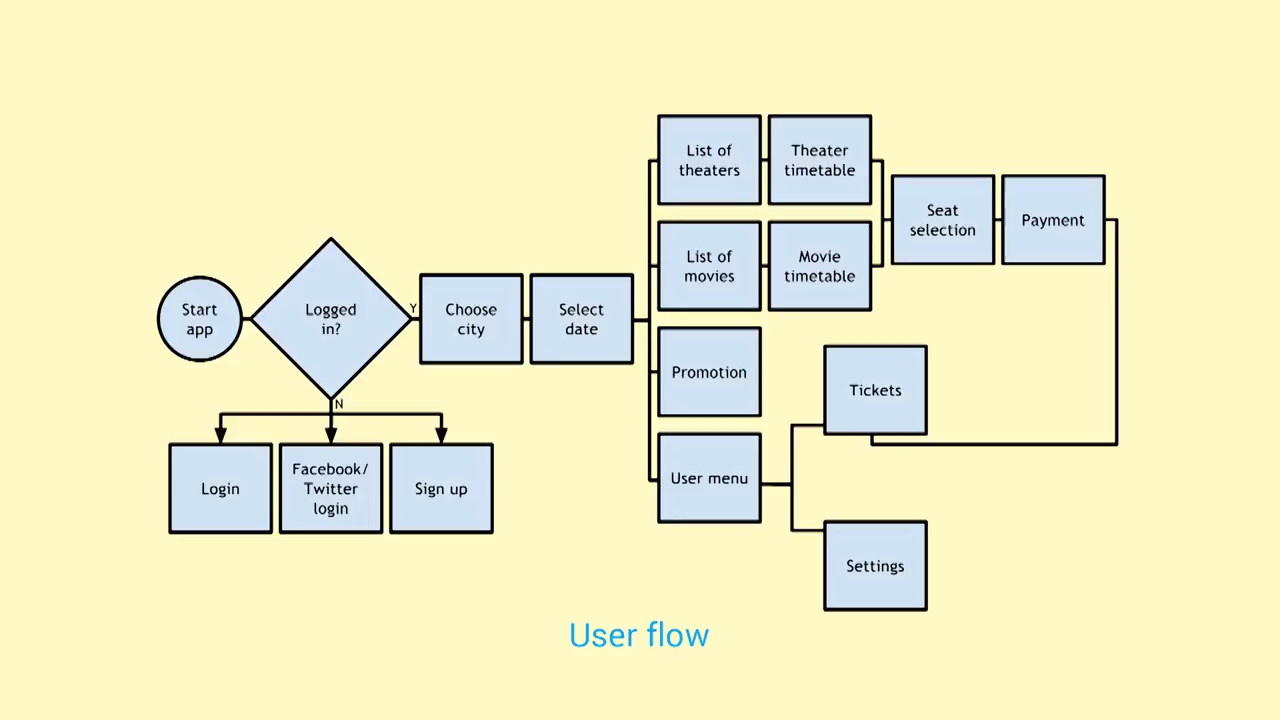 Start
app
Logged
in?
Y
N
Login
Facebook/
Twitter
login
Sign up
Choose
city
Select
date
List of
theaters
Theater
timetable
List of
movies
Movie
timetable
Promotion
User menu
Seat
selection
Payment
Tickets
Settings
User flow